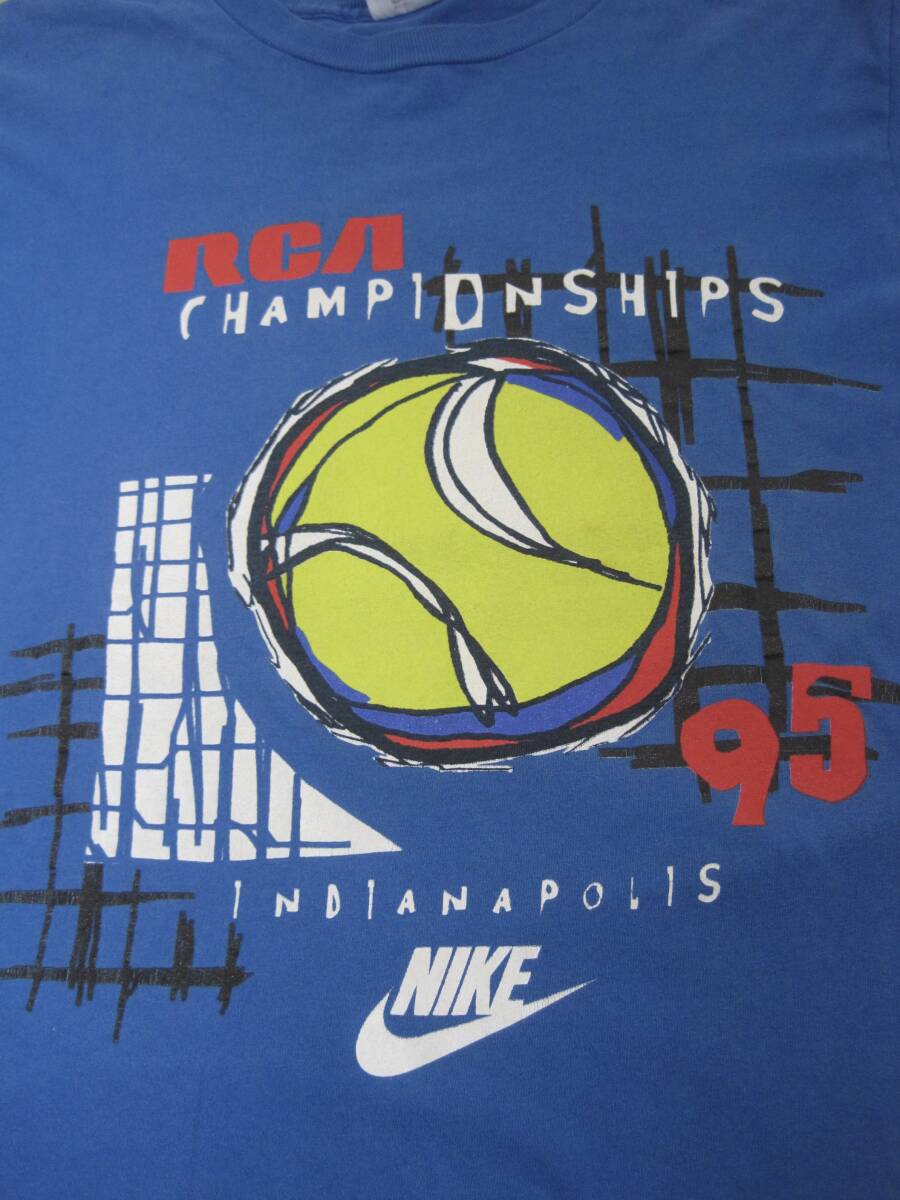 RCA
CHAMPIONSHIPS
95
INDIANAPOLIS
NIKE